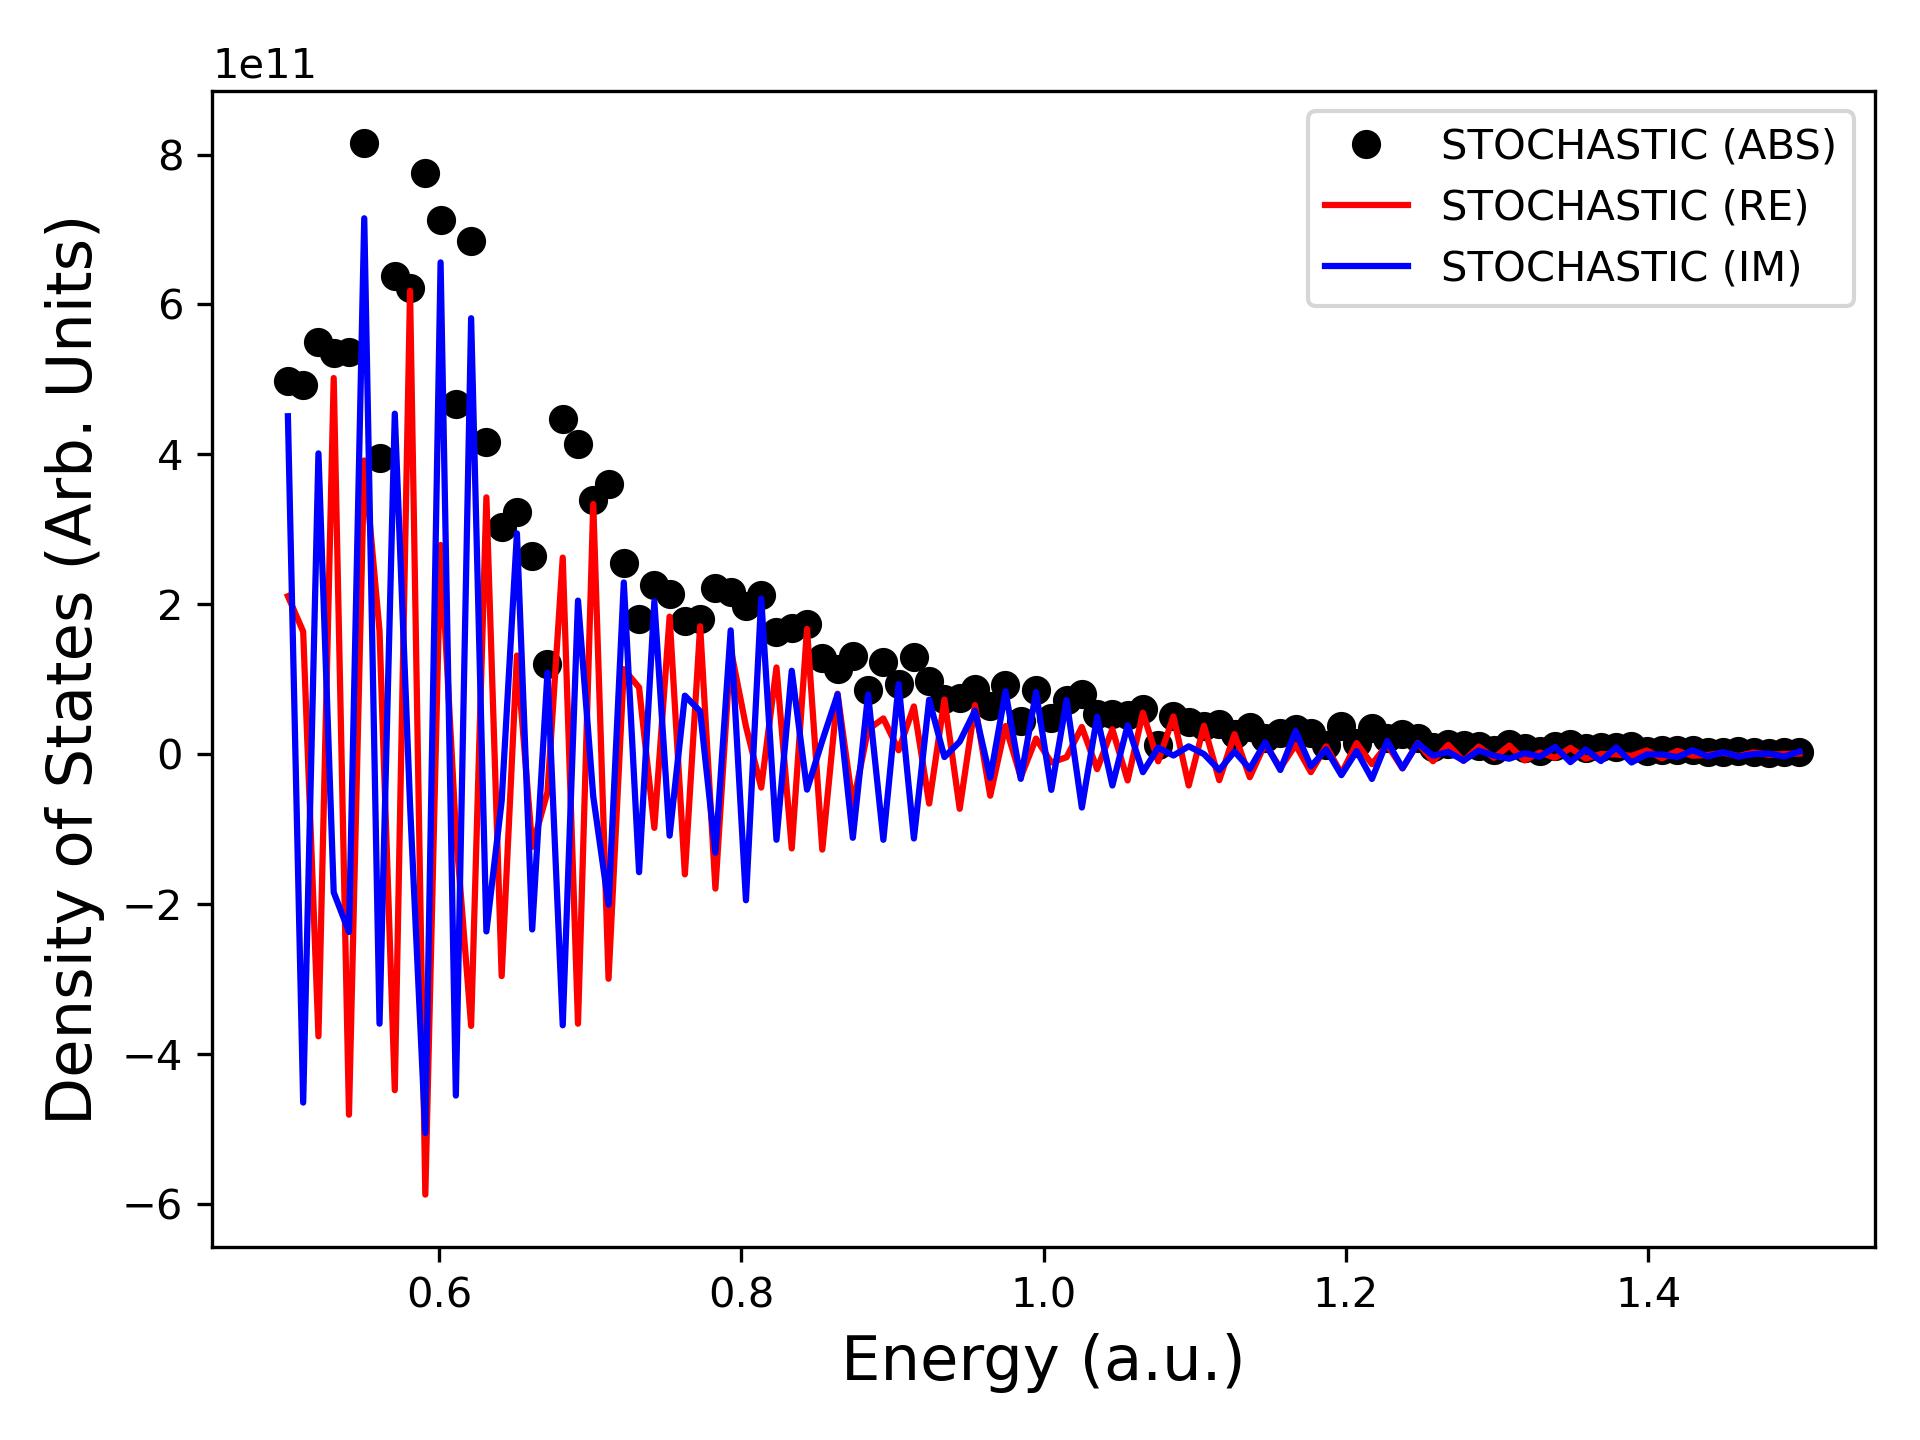 1e11
8
6
4
2
0
−2
−4
−6
Density of States (Arb. Units)
STOCHASTIC (ABS)
STOCHASTIC (RE)
STOCHASTIC (IM)
0.6 0.8 1.0 1.2 1.4
Energy (a.u.)